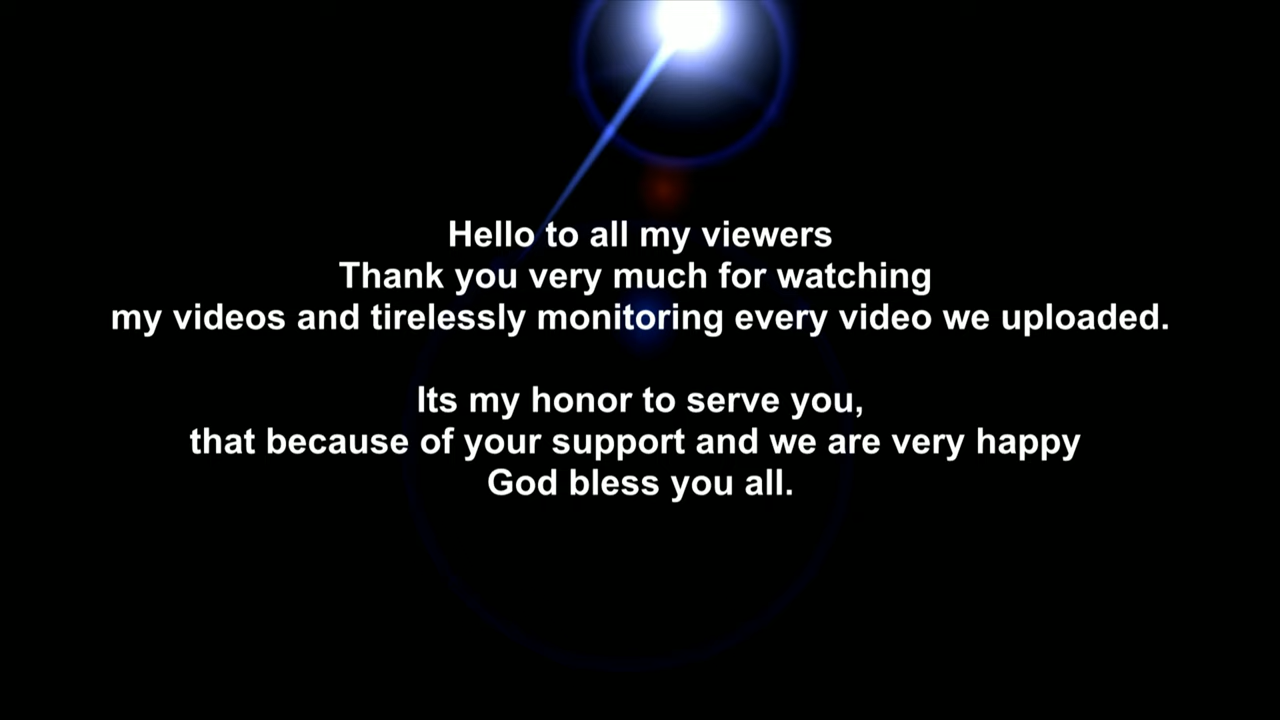 Hello to all my viewers
Thank you very much for watching
my videos and tirelessly monitoring every video we uploaded.
Its my honor to serve you,
that because of your support and we are very happy
God bless you all.